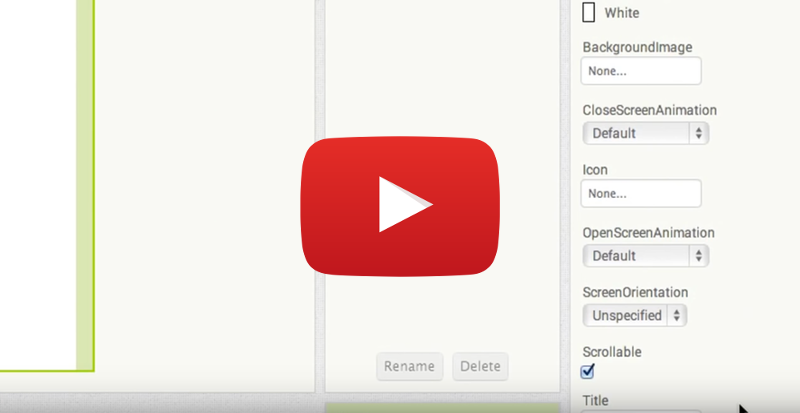 White
BackgroundImage
None...
CloseScreenAnimation
Default
Icon
None...
OpenScreenAnimation
Default
ScreenOrientation
Unspecified
Scrollable
Rename Delete
Title